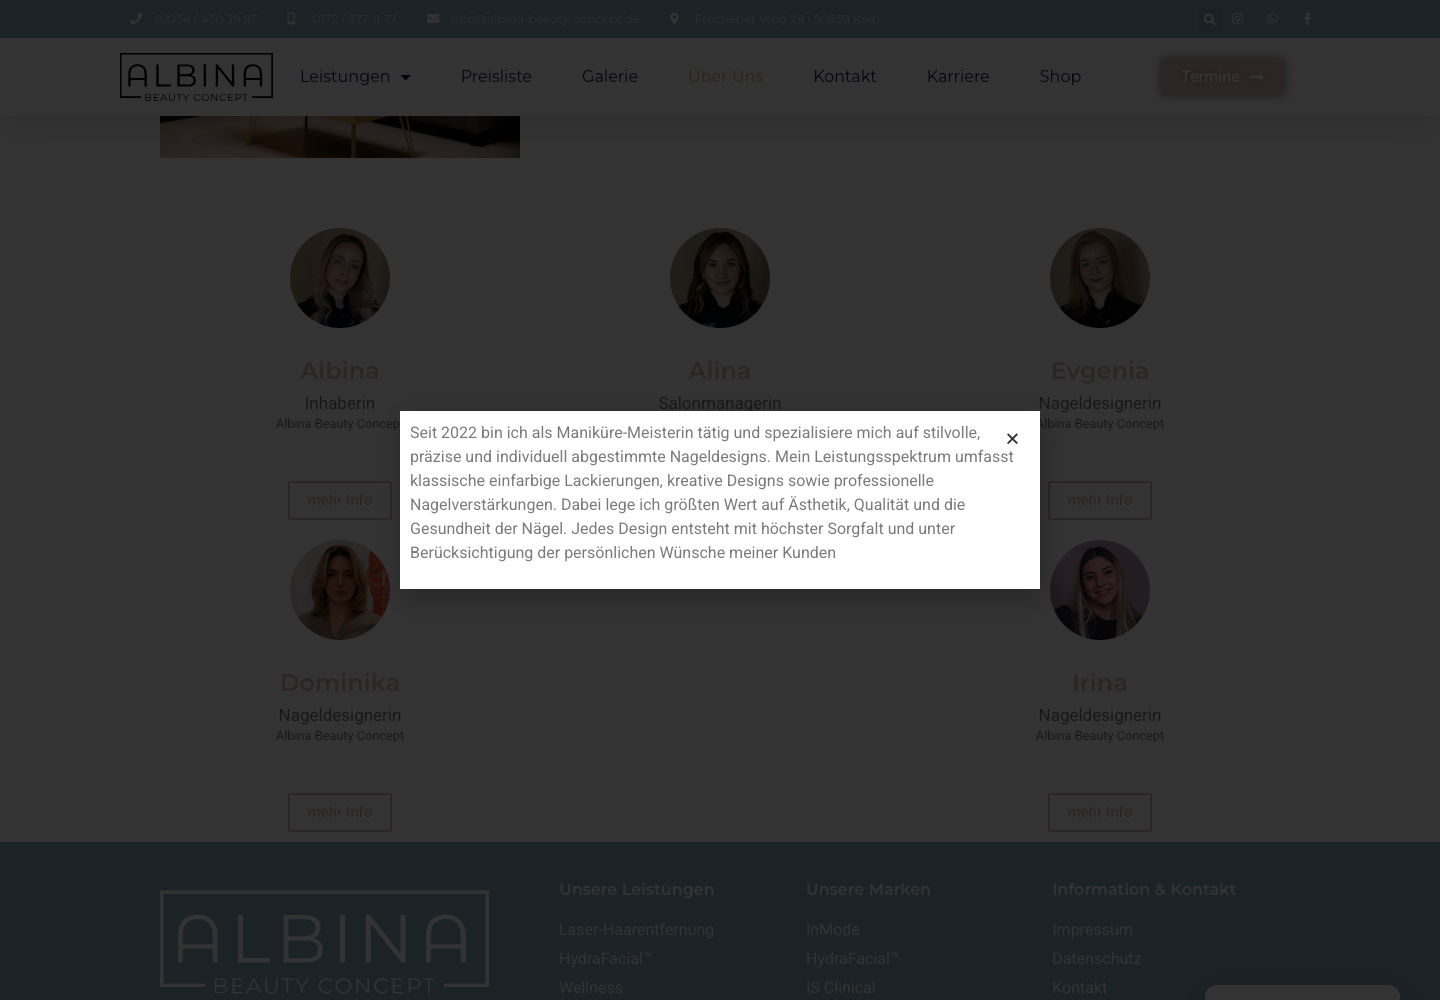 02234 / 430 39 97
0172 / 377 11 77
info@albina-beauty-concept.de
Frechener Weg 28 · 50859 Köln
ALBINA
BEAUTY CONCEPT
Leistungen
Preisliste
Galerie
Über Uns
Kontakt
Karriere
Shop
Termine
Albina
Inhaberin
Albina Beauty Concept
mehr Info
Alina
Salonmanagerin
Evgenia
Nageldesignerin
Albina Beauty Concept
mehr Info
Seit 2022 bin ich als Maniküre-Meisterin tätig und spezialisiere mich auf stilvolle,
präzise und individuell abgestimmte Nageldesigns. Mein Leistungsspektrum umfasst
klassische einfarbige Lackierungen, kreative Designs sowie professionelle
Nagelverstärkungen. Dabei lege ich größten Wert auf Ästhetik, Qualität und die
Gesundheit der Nägel. Jedes Design entsteht mit höchster Sorgfalt und unter
Berücksichtigung der persönlichen Wünsche meiner Kunden
Dominika
Nageldesignerin
Albina Beauty Concept
mehr Info
Irina
Nageldesignerin
Albina Beauty Concept
mehr Info
ALBINA
BEAUTY CONCEPT
Unsere Leistungen
Laser-Haarentfernung
HydraFacial™
Wellness
Unsere Marken
InMode
HydraFacial™
IS Clinical
Information & Kontakt
Impressum
Datenschutz
Kontakt